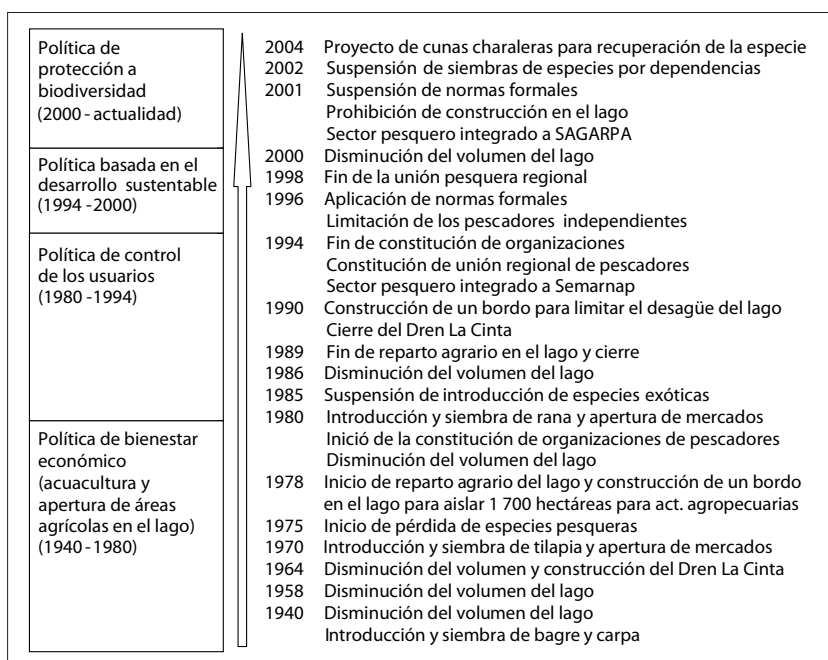 Política de
protección a
biodiversidad
(2000 - actualidad)
Política basada en el
desarrollo sustentable
(1994 -2000)
Política de control
de los usuarios
(1980 -1994)
Política de bienestar
económico
(acuacultura y
apertura de áreas
agrícolas en el lago)
(1940 - 1980)
2004 Proyecto de cunas charaleras para recuperación de la especie
2002 Suspensión de siembras de especies por dependencias
2001 Suspensión de normas formales
Prohibición de construcción en el lago
Sector pesquero integrado a SAGARPA
2000 Disminución del volumen del lago
1998 Fin de la unión pesquera regional
1996 Aplicación de normas formales
Limitación de los pescadores independientes
1994 Fin de constitución de organizaciones
Constitución de unión regional de pescadores
Sector pesquero integrado a Semarnap
1990 Construcción de un bordo para limitar el desagüe del lago
Cierre del Dren La Cinta
1989 Fin de reparto agrario en el lago y cierre
1986 Disminución del volumen del lago
1985 Suspensión de introducción de especies exóticas
1980 Introducción y siembra de rana y apertura de mercados
Inició de la constitución de organizaciones de pescadores
Disminución del volumen del lago
1978 Inicio de reparto agrario del lago y construcción de un bordo
en el lago para aislar 1 700 hectáreas para act. agropecuarias
1975 Inicio de pérdida de especies pesqueras
1970 Introducción y siembra de tilapia y apertura de mercados
1964 Disminución del volumen y construcción del Dren La Cinta
1958 Disminución del volumen del lago
1940 Disminución del volumen del lago
Introducción y siembra de bagre y carpa